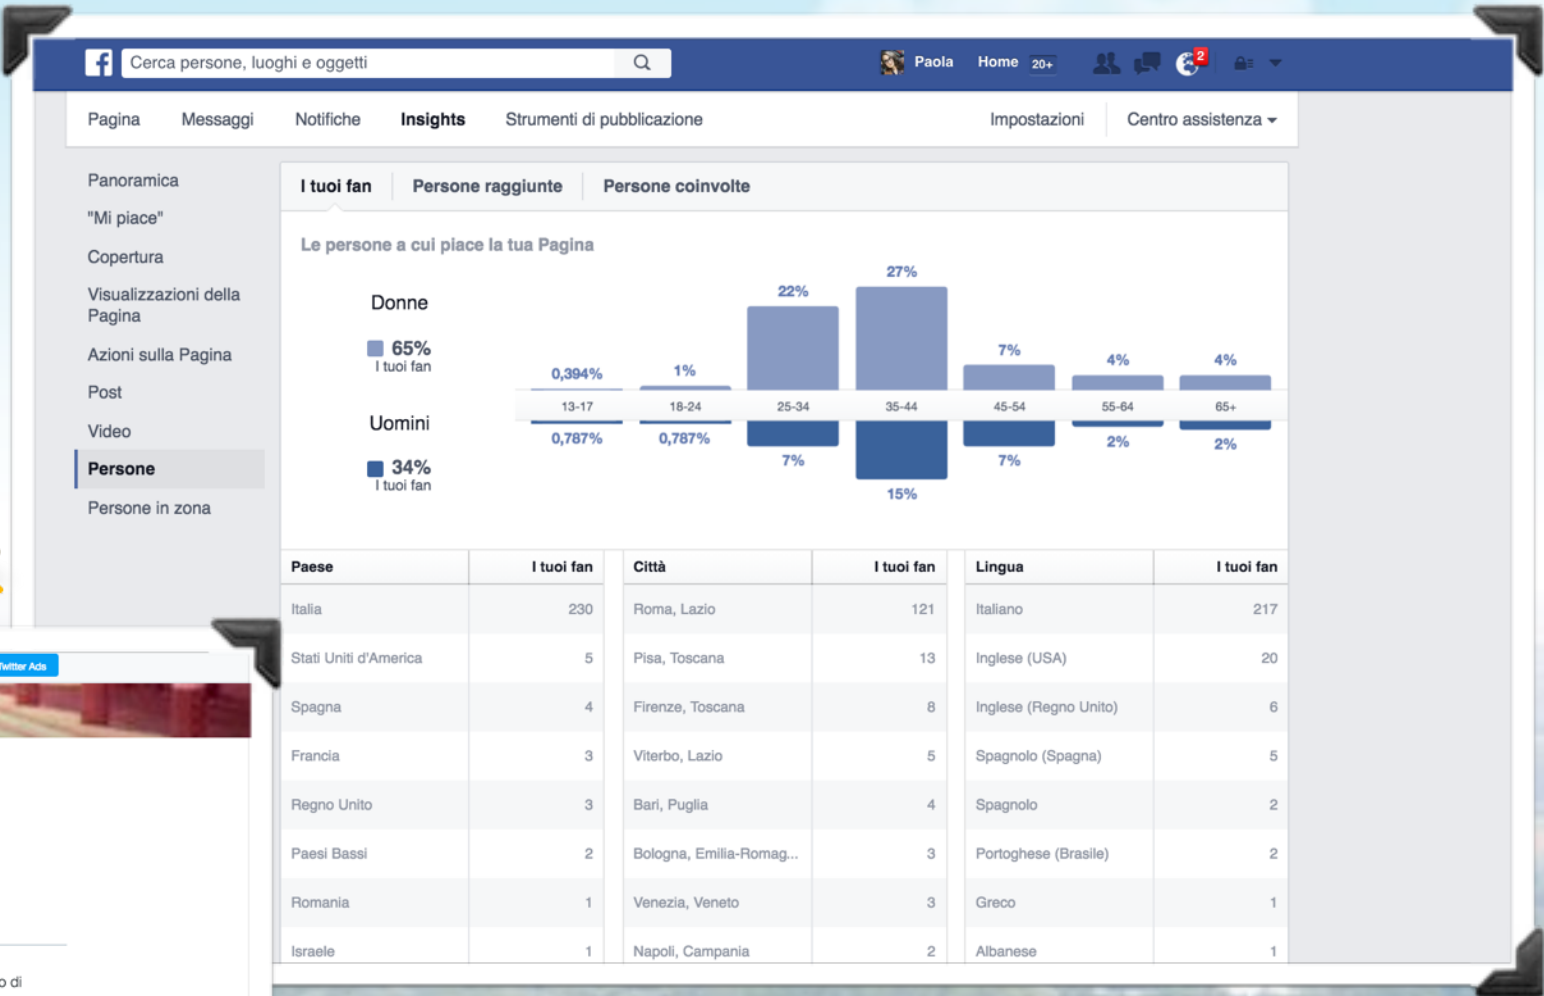 f
Cerca persone, luoghi e oggetti
Paola Home 20+ 2
Pagina Messaggi Notifiche Insights Strumenti di pubblicazione Impostazioni Centro assistenza
Panoramica
"Mi piace"
Copertura
Visualizzazioni della
Pagina
Azioni sulla Pagina
Post
Video
Persone
Persone in zona
I tuoi fan Persone raggiunte Persone coinvolte
Le persone a cui piace la tua Pagina
Donne
65%
I tuoi fan
0,394% 1% 22% 27% 7% 4% 4%
13-17 18-24 25-34 35-44 45-54 55-64 65+
Uomini
34%
I tuoi fan
0,787% 0,787% 7% 15% 7% 2% 2%
Paese I tuoi fan Città I tuoi fan Lingua I tuoi fan
Italia 230 Roma, Lazio 121 Italiano 217
Stati Uniti d'America 5 Pisa, Toscana 13 Inglese (USA) 20
Spagna 4 Firenze, Toscana 8 Inglese (Regno Unito) 6
Francia 3 Viterbo, Lazio 5 Spagnolo (Spagna) 5
Regno Unito 3 Bari, Puglia 4 Spagnolo 2
Paesi Bassi 2 Bologna, Emilia-Romag... 3 Portoghese (Brasile) 2
Romania 1 Venezia, Veneto 3 Greco 1
Israele 1 Napoli, Campania 2 Albanese 1
Twitter Ads
o di